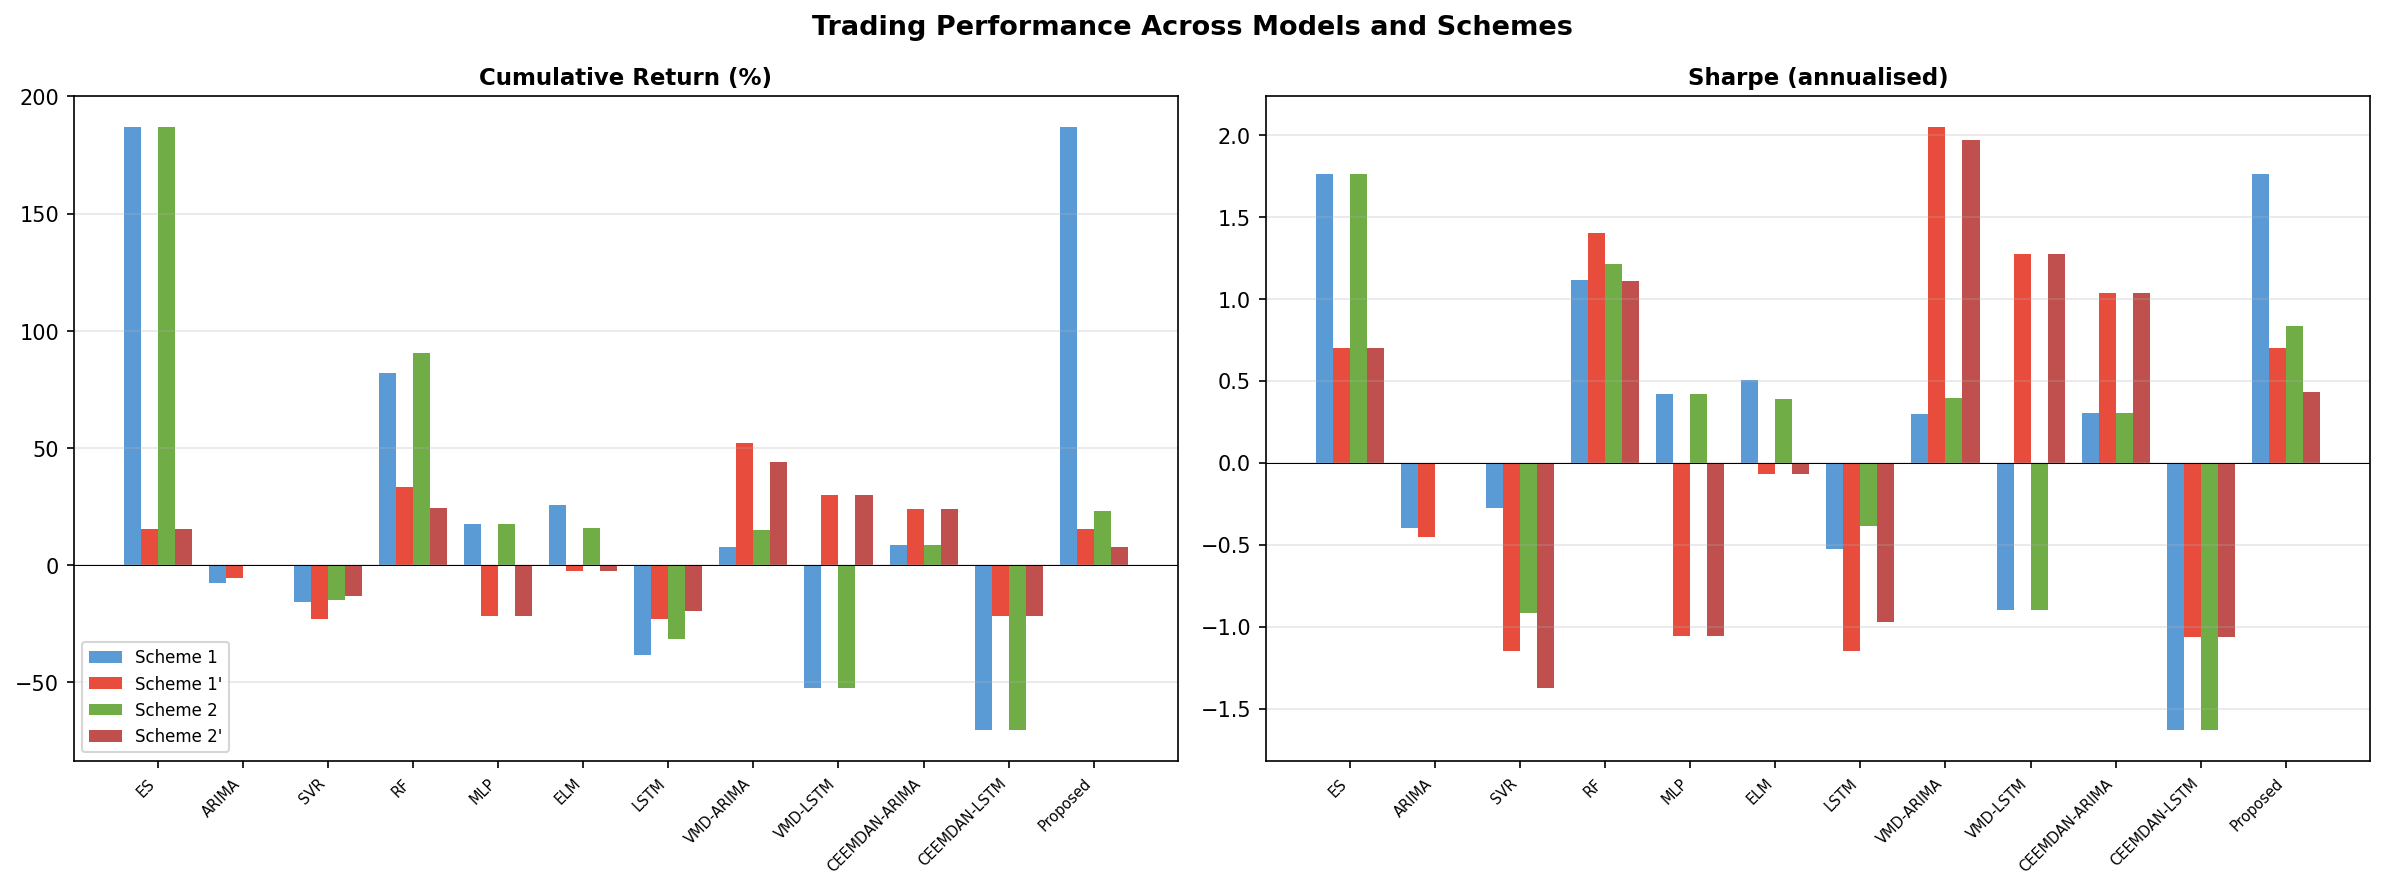 Trading Performance Across Models and Schemes
Cumulative Return (%)
200
150
100
50
0
−50
Scheme 1
Scheme 1'
Scheme 2
Scheme 2'
ES
ARIMA
SVR
RF
MLP
ELM
LSTM
VMD-ARIMA
VMD-LSTM
CEEMDAN-ARIMA
CEEMDAN-LSTM
Proposed
Sharpe (annualised)
2.0
1.5
1.0
0.5
0.0
−0.5
−1.0
−1.5
ES
ARIMA
SVR
RF
MLP
ELM
LSTM
VMD-ARIMA
VMD-LSTM
CEEMDAN-ARIMA
CEEMDAN-LSTM
Proposed